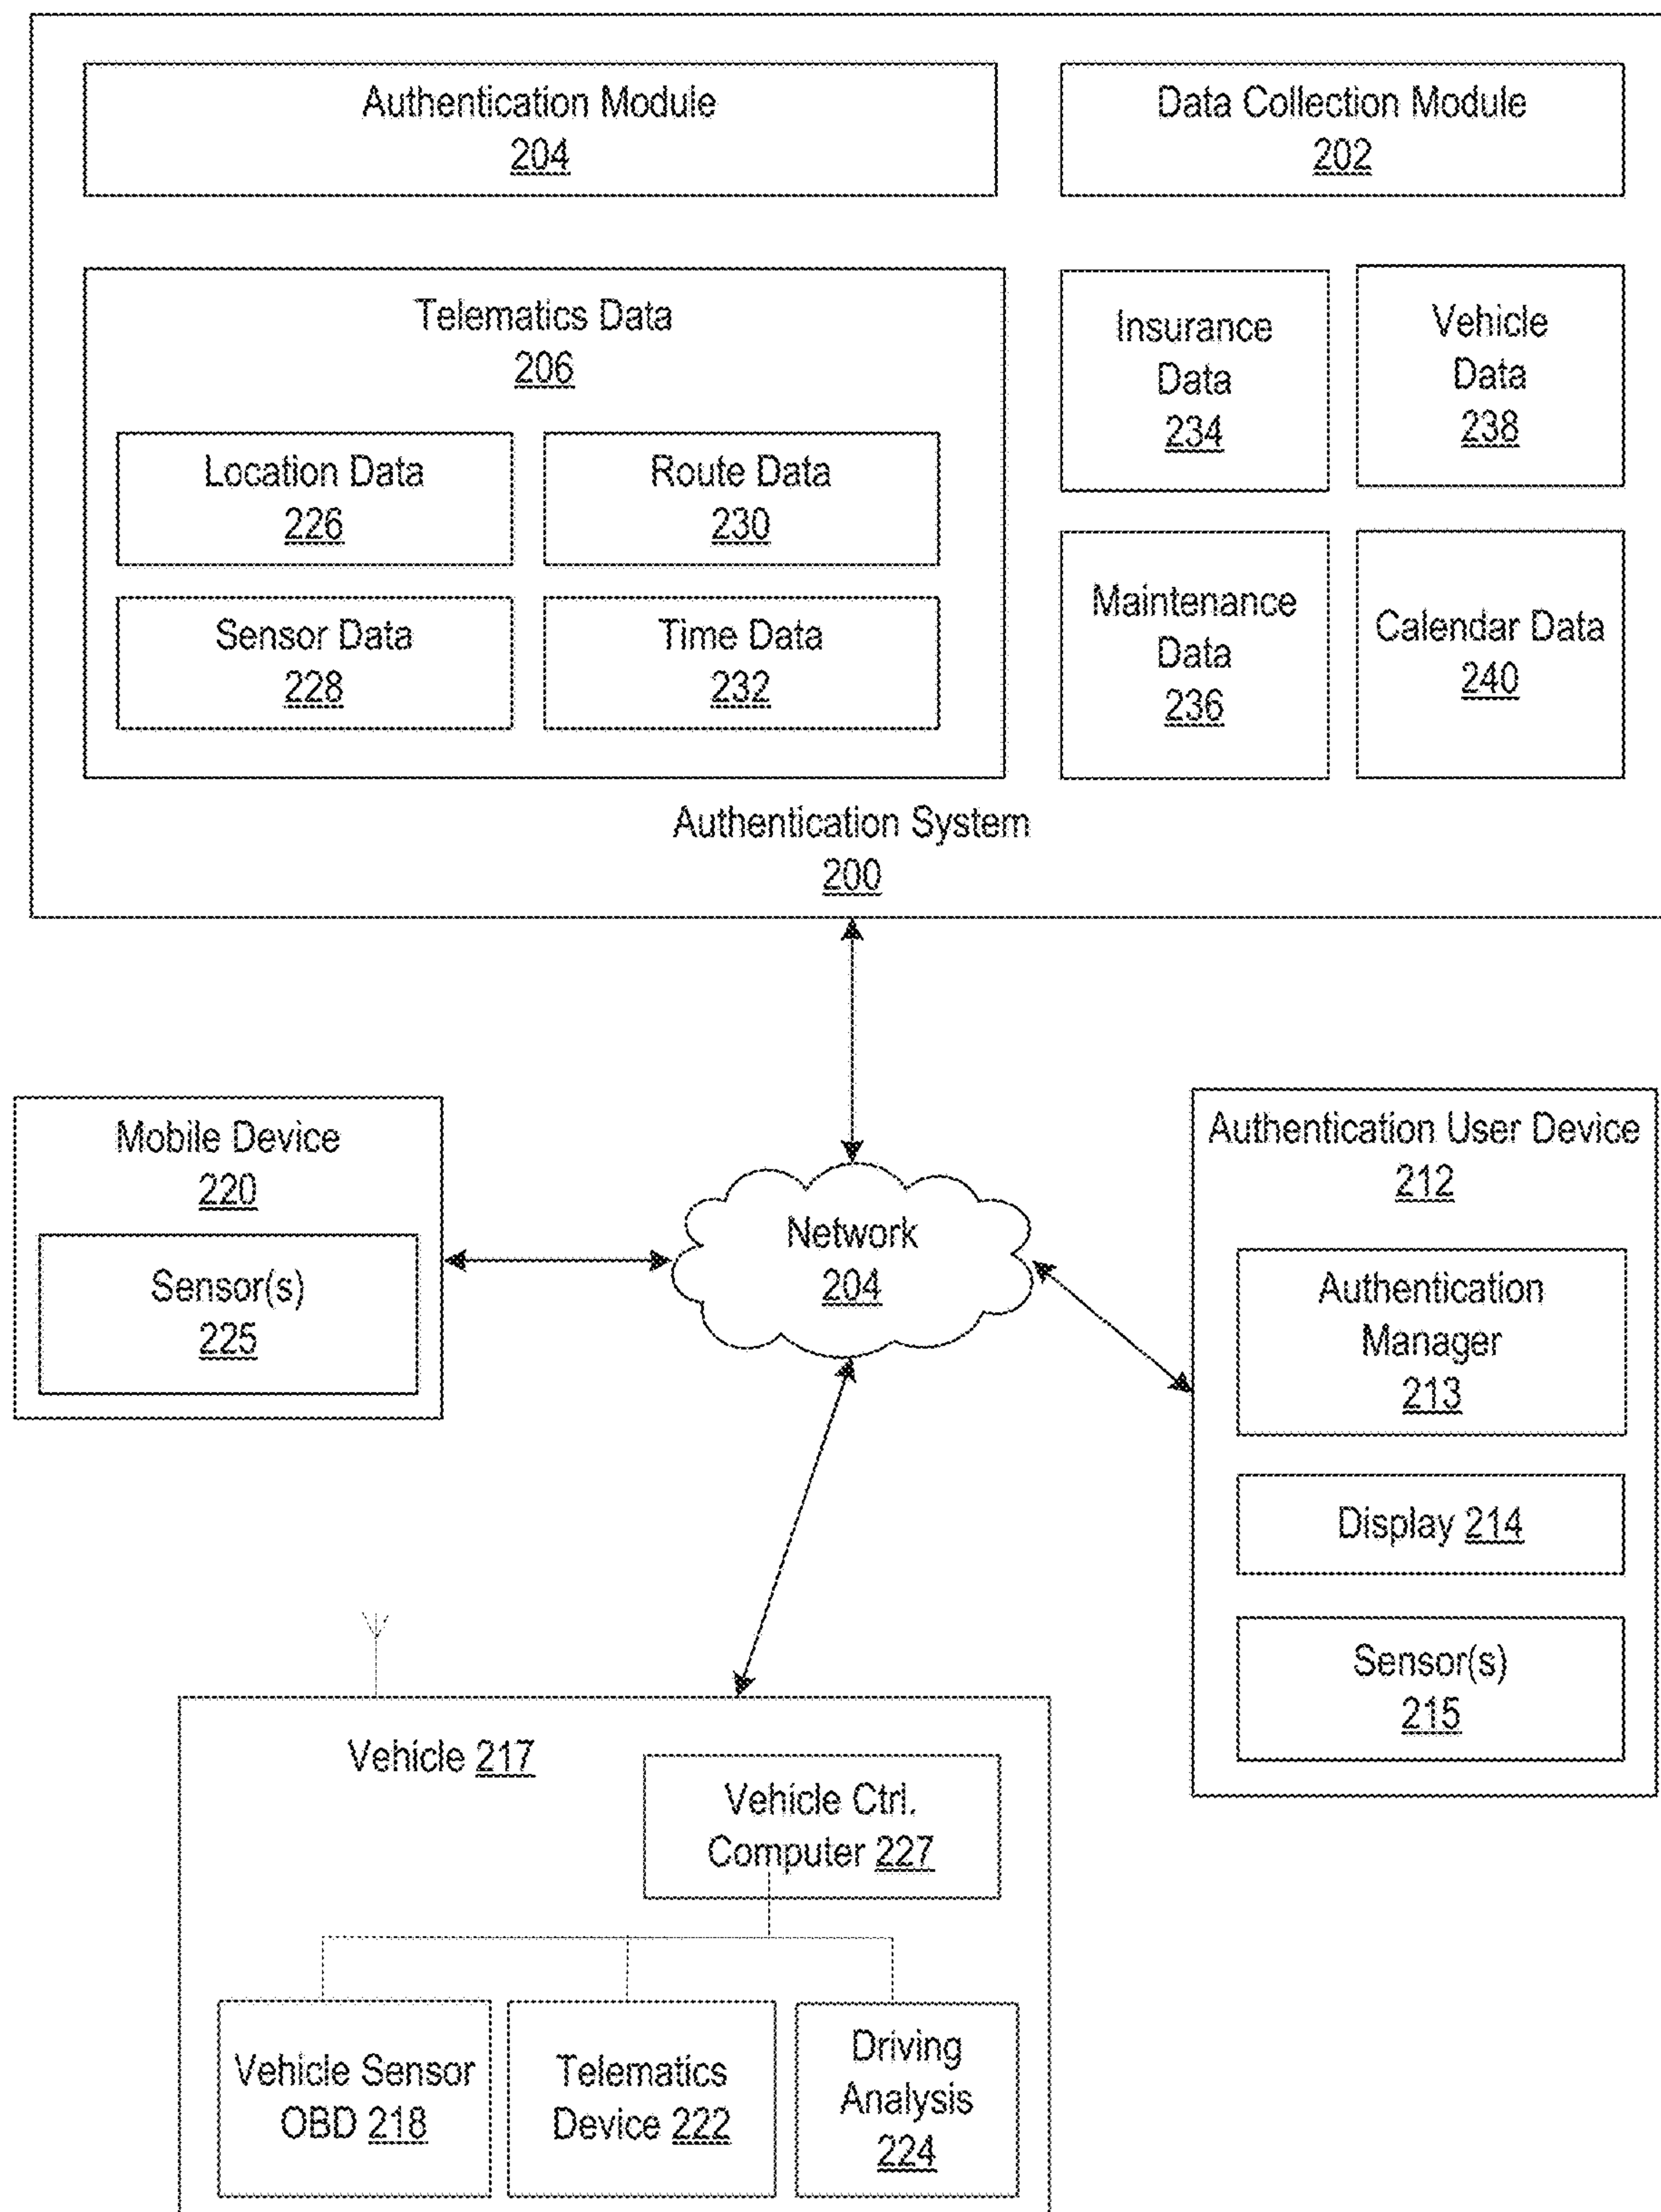 Authentication Module
204
Data Collection Module
202
Telematics Data
206
Location Data
226
Route Data
230
Sensor Data
228
Time Data
232
Insurance
Data
234
Vehicle
Data
238
Maintenance
Data
236
Calendar Data
240
Authentication System
200
Mobile Device
220
Sensor(s)
225
Network
204
Authentication User Device
212
Authentication
Manager
213
Display 214
Sensor(s)
215
Vehicle 217
Vehicle Ctrl.
Computer 227
Vehicle Sensor
OBD 218
Telematics
Device 222
Driving
Analysis
224